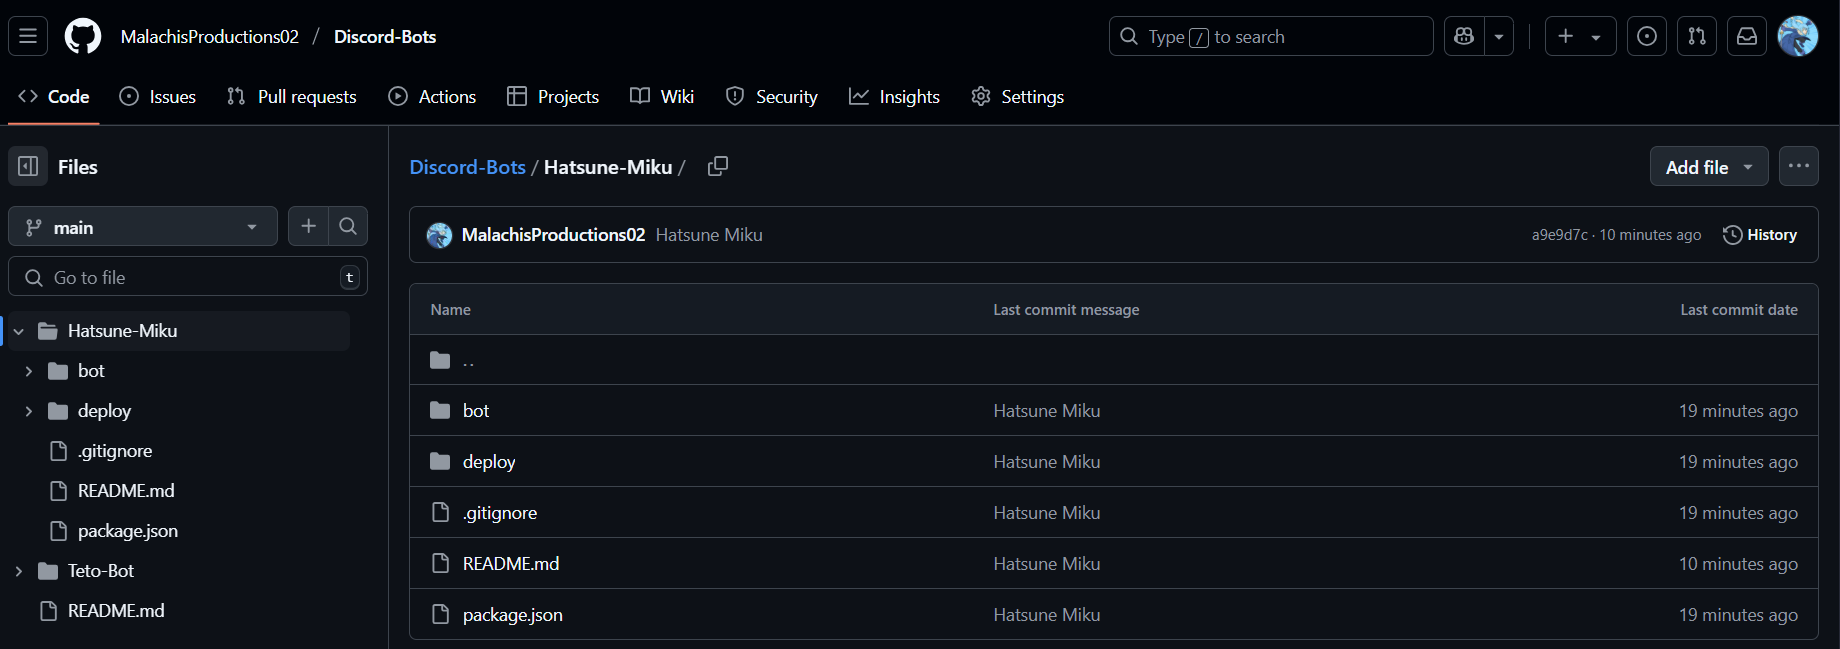 MalachisProductions02 / Discord-Bots
Type / to search
Code Issues Pull requests Actions Projects Wiki Security Insights Settings
Files
main
Go to file t
Hatsune-Miku
bot
deploy
.gitignore
README.md
package.json
Teto-Bot
README.md
Discord-Bots / Hatsune-Miku /
Add file
MalachisProductions02 Hatsune Miku a9e9d7c · 10 minutes ago History
Name Last commit message Last commit date
..
bot Hatsune Miku 19 minutes ago
deploy Hatsune Miku 19 minutes ago
.gitignore Hatsune Miku 19 minutes ago
README.md Hatsune Miku 10 minutes ago
package.json Hatsune Miku 19 minutes ago